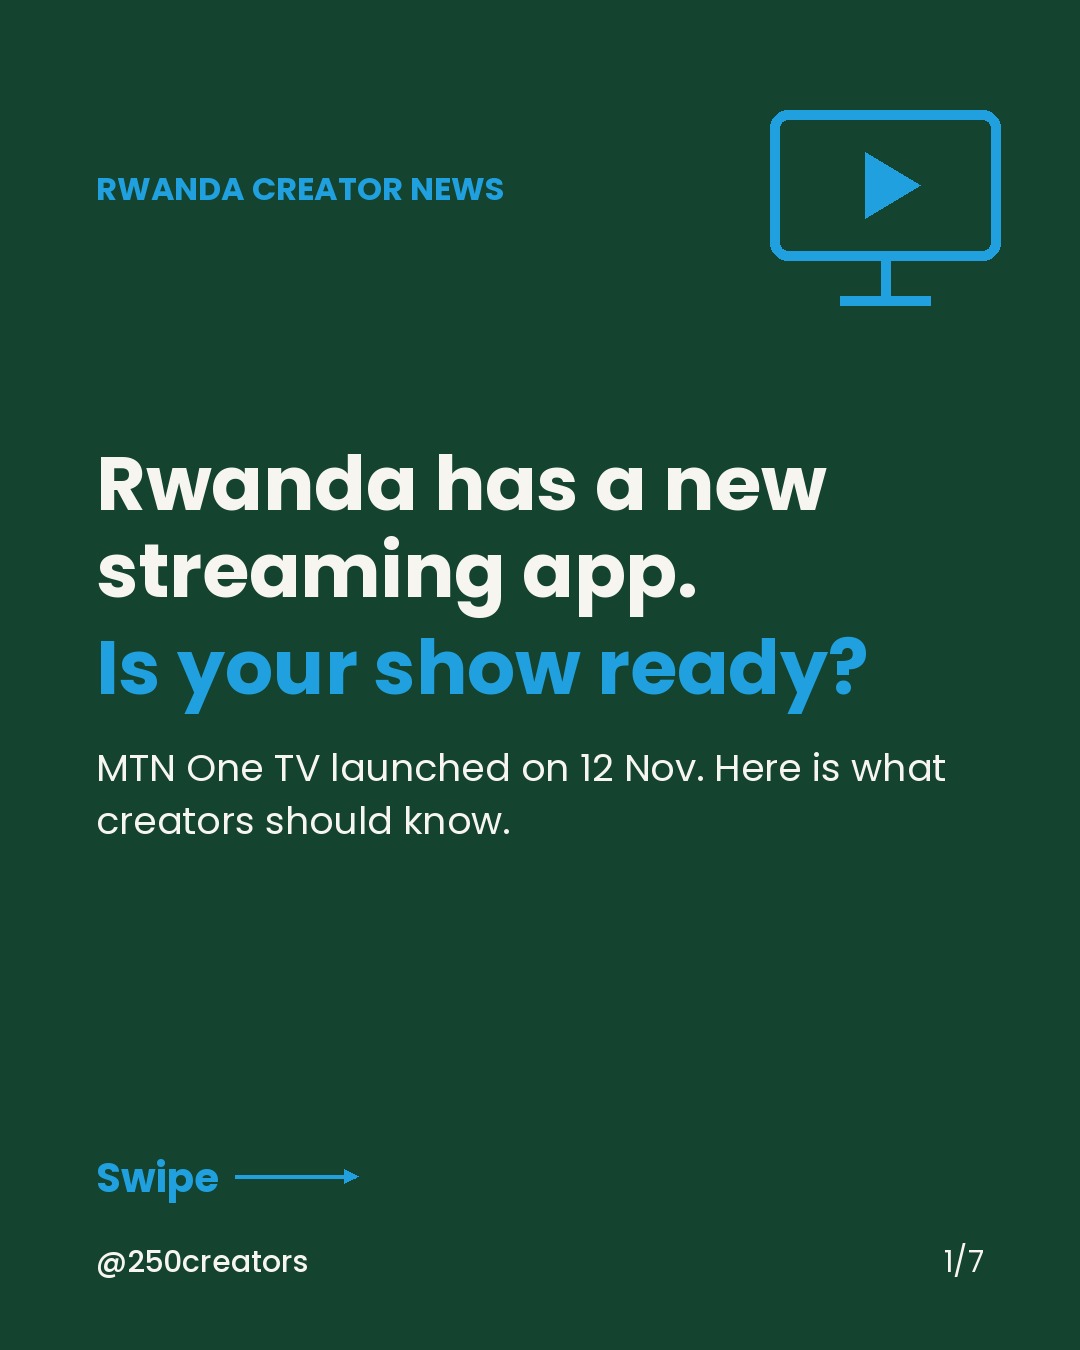 RWANDA CREATOR NEWS
Rwanda has a new
streaming app.
Is your show ready?
MTN One TV launched on 12 Nov. Here is what
creators should know.
Swipe
@250creators
1/7